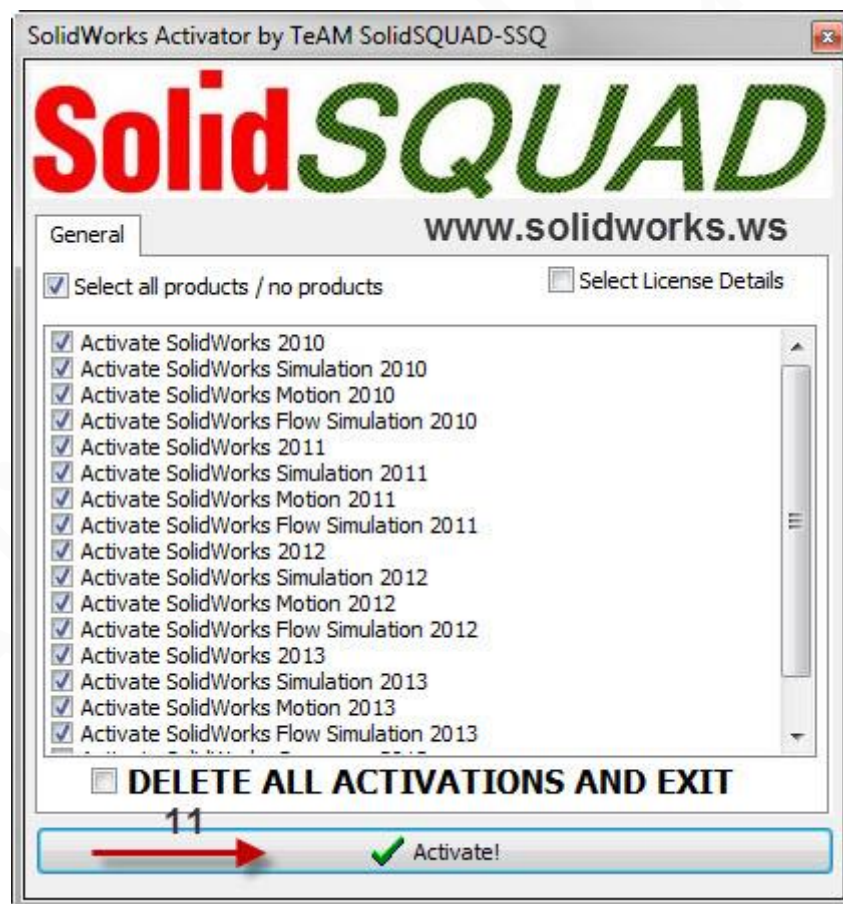 SolidWorks Activator by TeAM SolidSQUAD-SSQ
SolidSQUAD
General
www.solidworks.ws
Select all products / no products
Select License Details
Activate SolidWorks 2010
Activate SolidWorks Simulation 2010
Activate SolidWorks Motion 2010
Activate SolidWorks Flow Simulation 2010
Activate SolidWorks 2011
Activate SolidWorks Simulation 2011
Activate SolidWorks Motion 2011
Activate SolidWorks Flow Simulation 2011
Activate SolidWorks 2012
Activate SolidWorks Simulation 2012
Activate SolidWorks Motion 2012
Activate SolidWorks Flow Simulation 2012
Activate SolidWorks 2013
Activate SolidWorks Simulation 2013
Activate SolidWorks Motion 2013
Activate SolidWorks Flow Simulation 2013
DELETE ALL ACTIVATIONS AND EXIT
11
Activate!